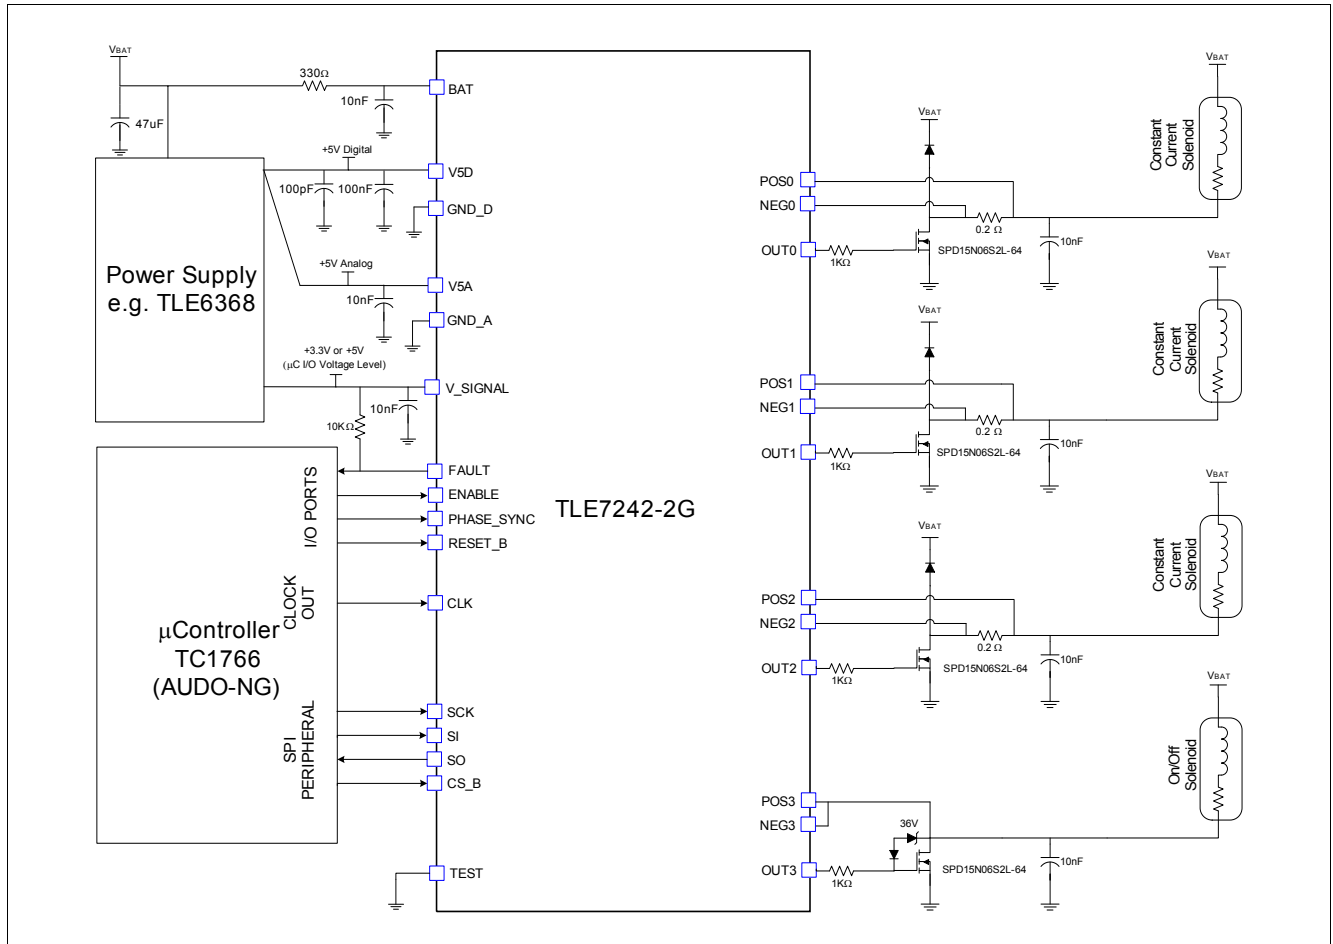 VBAT
330Ω
10nF
BAT
47uF
+5V Digital
V5D
100pF
100nF
GND_D
+5V Analog
V5A
10nF
GND_A
Power Supply
e.g. TLE6368
+3.3V or +5V
(µC I/O Voltage Level)
V_SIGNAL
10nF
10KΩ
FAULT
ENABLE
PHASE_SYNC
RESET_B
I/O PORTS
CLOCK
OUT
CLK
µController
TC1766
(AUDO-NG)
SPI
PERIPHERAL
SCK
SI
SO
CS_B
TEST
TLE7242-2G
VBAT
VBAT
Constant
Current
Solenoid
POS0
NEG0
0.2 Ω
10nF
OUT0
1KΩ
SPD15N06S2L-64
VBAT
VBAT
Constant
Current
Solenoid
POS1
NEG1
0.2 Ω
10nF
OUT1
1KΩ
SPD15N06S2L-64
VBAT
VBAT
Constant
Current
Solenoid
POS2
NEG2
0.2 Ω
10nF
OUT2
1KΩ
SPD15N06S2L-64
VBAT
On/Off
Solenoid
POS3
NEG3
36V
10nF
OUT3
1KΩ
SPD15N06S2L-64